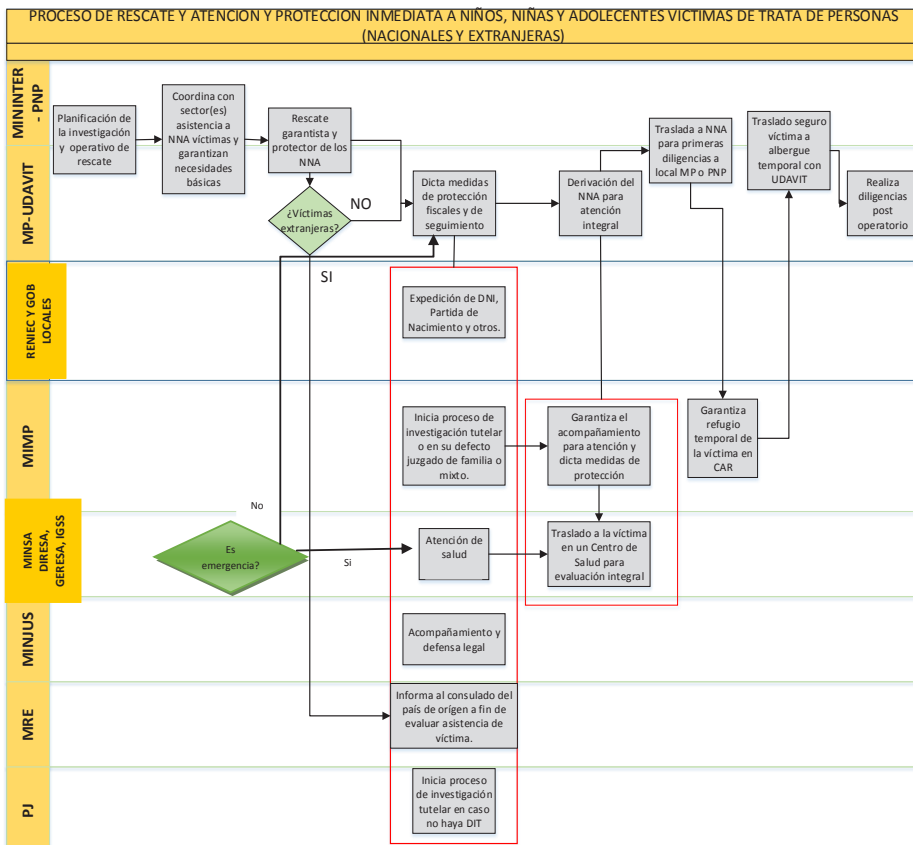 PROCESO DE RESCATE Y ATENCION Y PROTECCION INMEDIATA A NIÑOS, NIÑAS Y ADOLECENTES VICTIMAS DE TRATA DE PERSONAS
(NACIONALES Y EXTRANJERAS)
MININTER
- PNP
Planificación de
la investigación
y operativo de
rescate
Coordina con
sector(es)
asistencia a
NNA víctimas y
garantizan
necesidades
básicas
Rescate
garantista y
protector de los
NNA
Traslada a NNA
para primeras
diligencias a
local MP o PNP
Traslado seguro
víctima a
albergue
temporal con
UDAVIT
MP-UDAVIT
¿Víctimas
extranjeras?
NO
SI
Dicta medidas
de protección
fiscales y de
seguimiento
Derivación del
NNA para
atención
integral
Realiza
diligencias
post
operatorio
RENIEC Y GOB
LOCALES
Expedición de DNI,
Partida de
Nacimiento y otros.
MIMP
Inicia proceso de
investigación tutelar
o en su defecto
juzgado de familia o
mixto.
Garantiza el
acompañamiento
para atención y
dicta medidas de
protección
Garantiza
refugio
temporal de
la víctima en
CAR
MINSA
DIRESA,
GERESA, IGSS
Es
emergencia?
No
Si
Atención de
salud
Traslado a la víctima
en un Centro de
Salud para
evaluación integral
MINJUS
Acompañamiento y
defensa legal
MRE
Informa al consulado del
país de orígen a fin de
evaluar asistencia de
víctima.
PJ
Inicia proceso
de investigación
tutelar en caso
no haya DIT